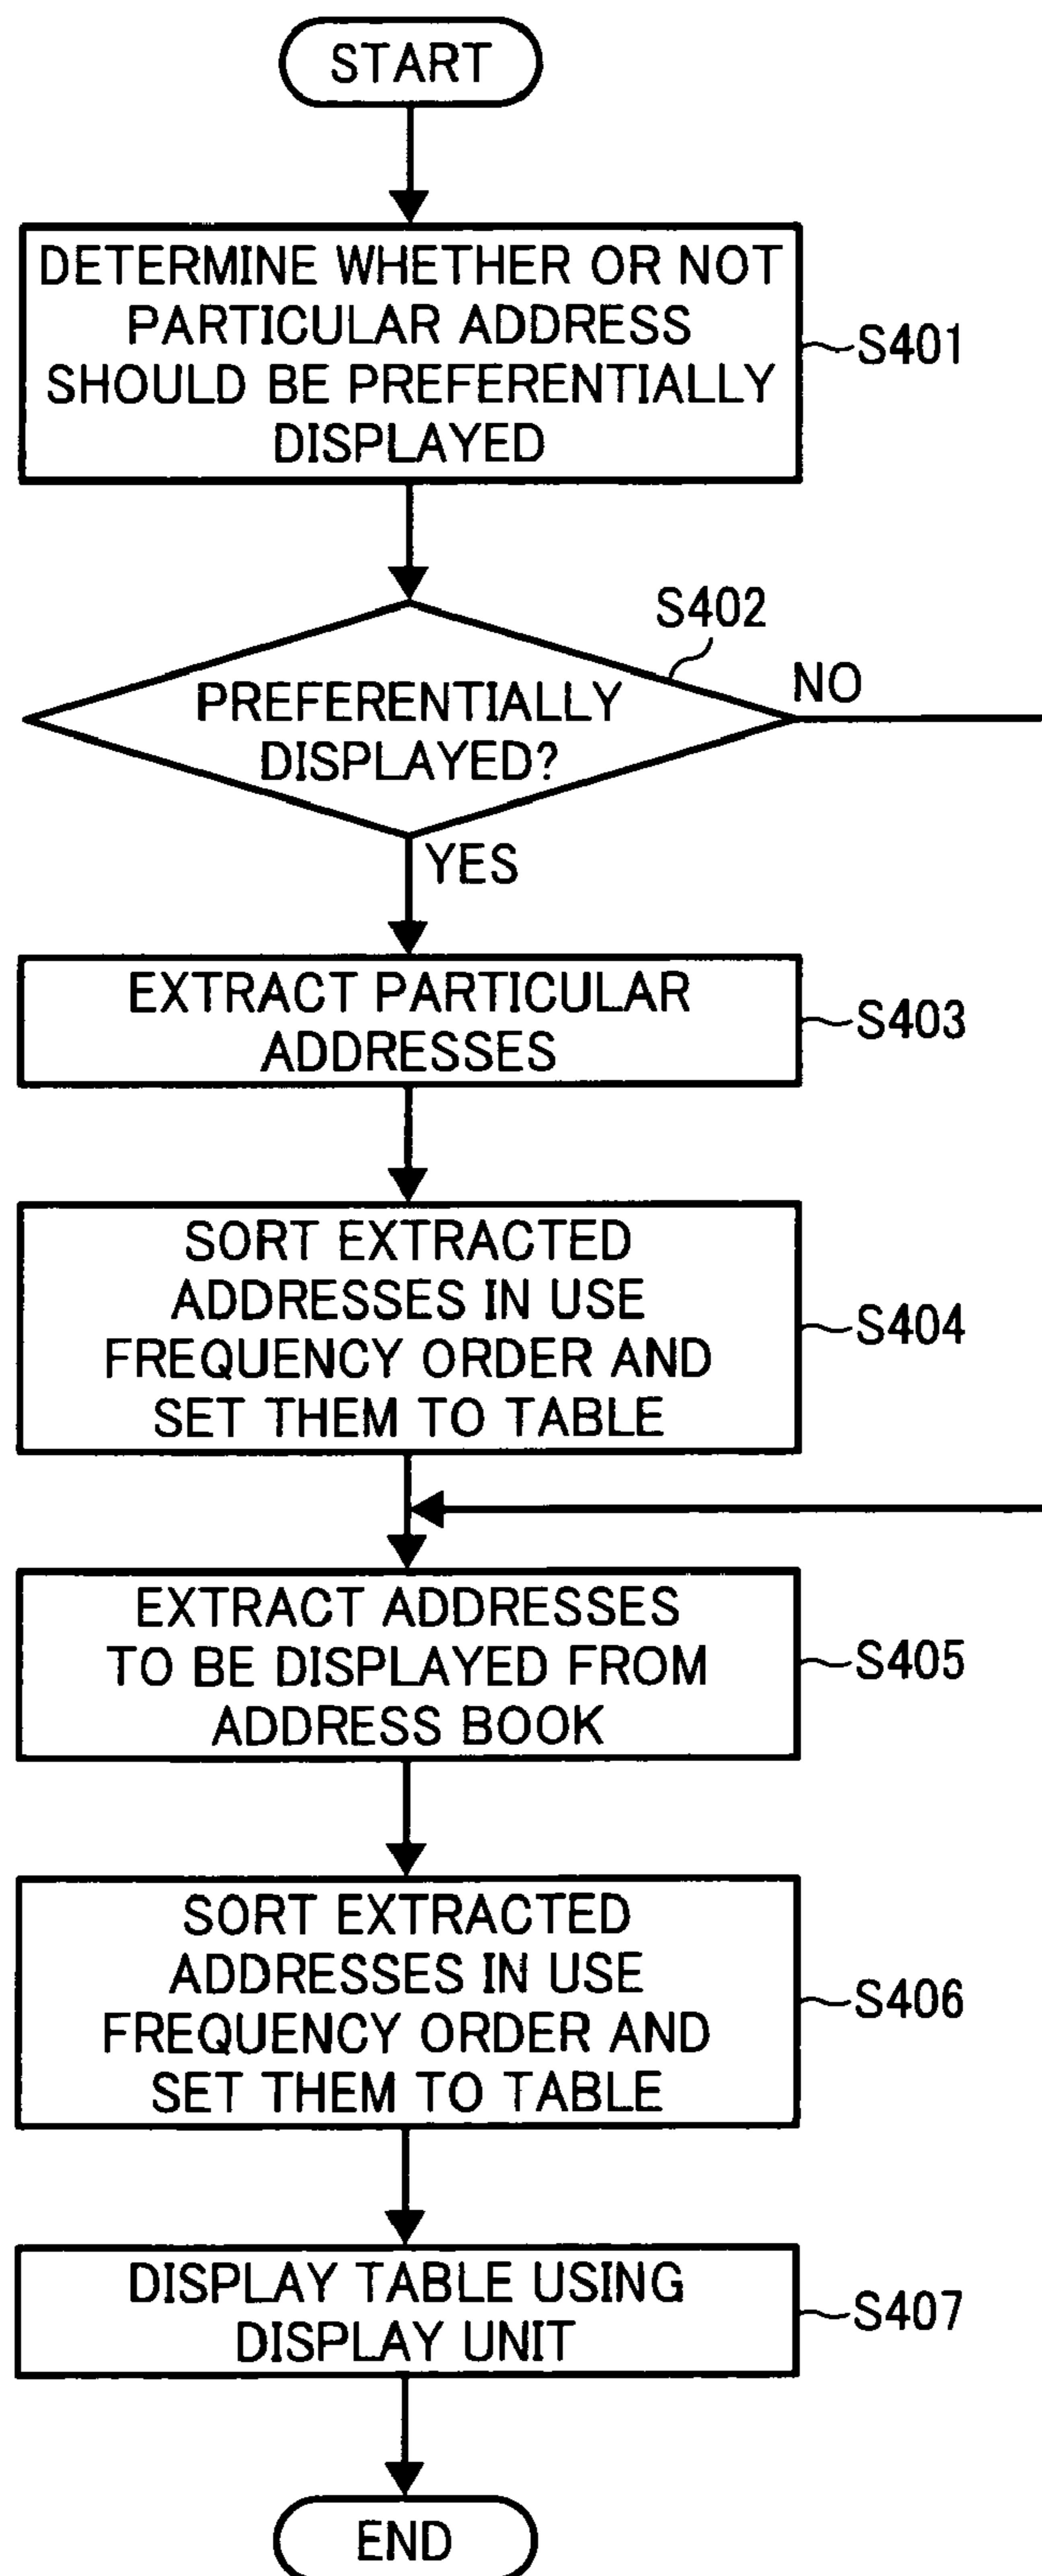 START
DETERMINE WHETHER OR NOT
PARTICULAR ADDRESS
SHOULD BE PREFERENTIALLY
DISPLAYED
S401
S402
PREFERENTIALLY
DISPLAYED?
NO
YES
EXTRACT PARTICULAR
ADDRESSES
S403
SORT EXTRACTED
ADDRESSES IN USE
FREQUENCY ORDER AND
SET THEM TO TABLE
S404
EXTRACT ADDRESSES
TO BE DISPLAYED FROM
ADDRESS BOOK
S405
SORT EXTRACTED
ADDRESSES IN USE
FREQUENCY ORDER AND
SET THEM TO TABLE
S406
DISPLAY TABLE USING
DISPLAY UNIT
S407
END